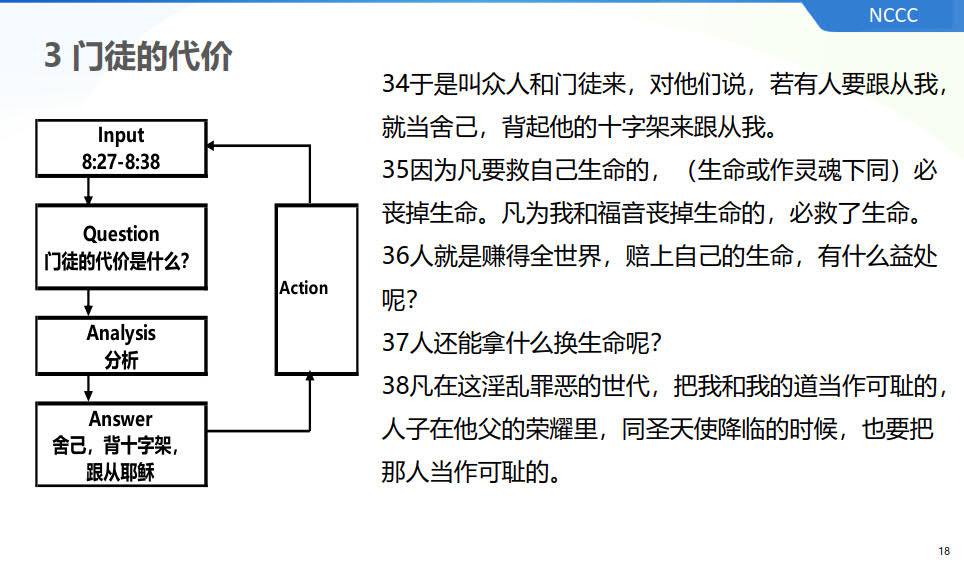 NCCC
3 门徒的代价
Input
8:27-8:38
Question
门徒的代价是什么?
Analysis
分析
Answer
舍己，背十字架，
跟从耶稣
Action
34于是叫众人和门徒来，对他们说，若有人要跟从我，
就当舍己，背起他的十字架来跟从我。
35因为凡要救自己生命的，（生命或作灵魂下同）必
丧掉生命。凡为我和福音丧掉生命的，必救了生命。
36人就是赚得全世界，赔上自己的生命，有什么益处
呢?
37人还能拿什么换生命呢?
38凡在这淫乱罪恶的世代，把我和我的道当作可耻的，
人子在他父的荣耀里，同圣天使降临的时候，也要把
那人当作可耻的。
18